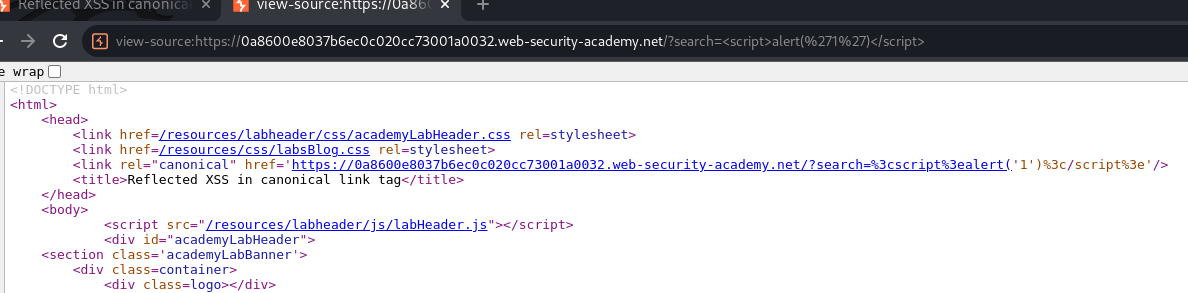 Reflected XSS in canonical
view-source:https://0a860
view-source:https://0a8600e8037b6ec0c020cc73001a0032.web-security-academy.net/?search=<script>alert(%271%27)</script>
e wrap
<!DOCTYPE html>
<html>
<head>
<link href=/resources/labheader/css/academyLabHeader.css rel=stylesheet>
<link href=/resources/css/labsBlog.css rel=stylesheet>
<link rel="canonical" href='https://0a8600e8037b6ec0c020cc73001a0032.web-security-academy.net/?search=%3cscript%3ealert('1')%3c/script%3e'/>
<title>Reflected XSS in canonical link tag</title>
</head>
<body>
<script src="/resources/labheader/js/labHeader.js"></script>
<div id="academyLabHeader">
<section class='academyLabBanner'>
<div class=container>
<div class=logo></div>